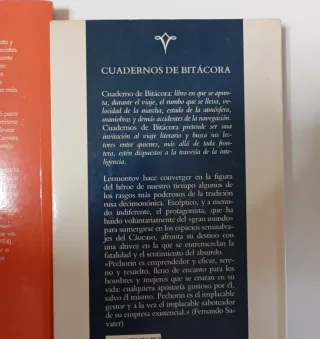 CUADERNOS DE BITÁCORA
Cuaderno de Bitácora: libro en que se apun-
ta, durante el viaje, el rumbo que se lleva, ve-
locidad de la marcha, estado de la atmósfera,
maniobras y demás accidentes de la navegación.
Cuadernos de Bitácora pretende ser una
invitación al viaje literario y busca sus lec-
tores entre quienes, más allá de toda fron-
tera, estén dispuestos a la travesía de la inte-
ligencia.
Lermontov hace converger en la figura
del héroe de nuestro tiempo algunos de
los rasgos más poderosos de la tradición
rusa decimonónica. Escéptico, y a menu-
do indiferente, el protagonista, que ha
huido voluntariamente del «gran mundo»
para sumergirse en los espacios semisalva-
jes del Cáucaso, afronta su destino con
una altivez en la que se entremezclan la
fatalidad y el sentimiento del absurdo.
«Pechorin es emprendedor y eficaz, sere-
no y resuelto, lleno de encanto para los
hombres y mujeres que se cruzan en su
vida: cualquiera apostaría gustoso por él,
salvo él mismo. Pechorin es el implacable
gestor y a la vez el implacable saboteador
de su empresa existencial.» (Fernando Sa-
vater)